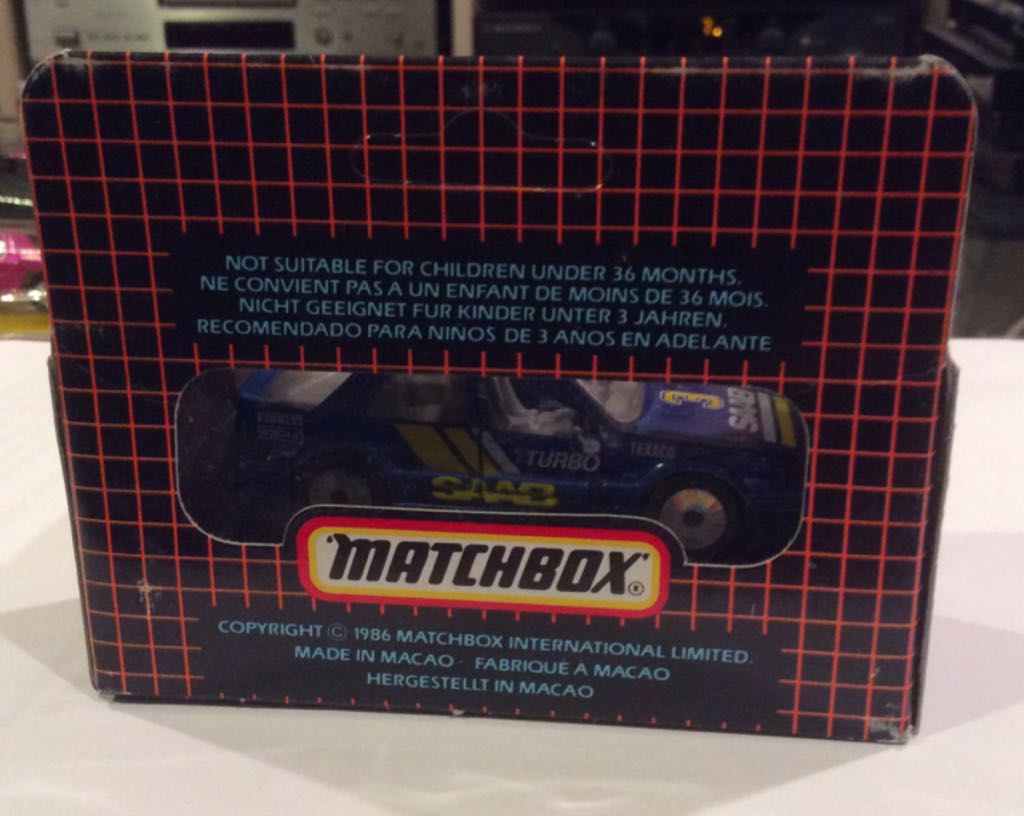 NOT SUITABLE FOR CHILDREN UNDER 36 MONTHS.
NE CONVIENT PAS A UN ENFANT DE MOINS DE 36 MOIS.
NICHT GEEIGNET FUR KINDER UNTER 3 JAHREN.
RECOMENDADO PARA NINOS DE 3 ANOS EN ADELANTE
PIRELLI
TURBO
TEXACO
SAAB
SAAB
'MATCHBOX' ®
COPYRIGHT © 1986 MATCHBOX INTERNATIONAL LIMITED.
MADE IN MACAO · FABRIQUÉ À MACAO
HERGESTELLT IN MACAO